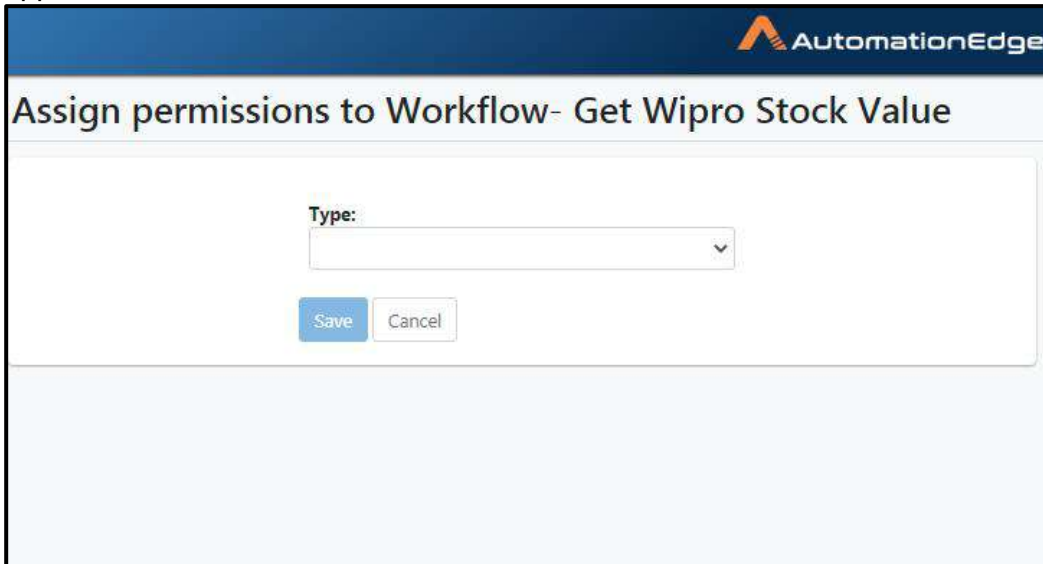 AutomationEdge
Assign permissions to Workflow- Get Wipro Stock Value
Type:
Save Cancel